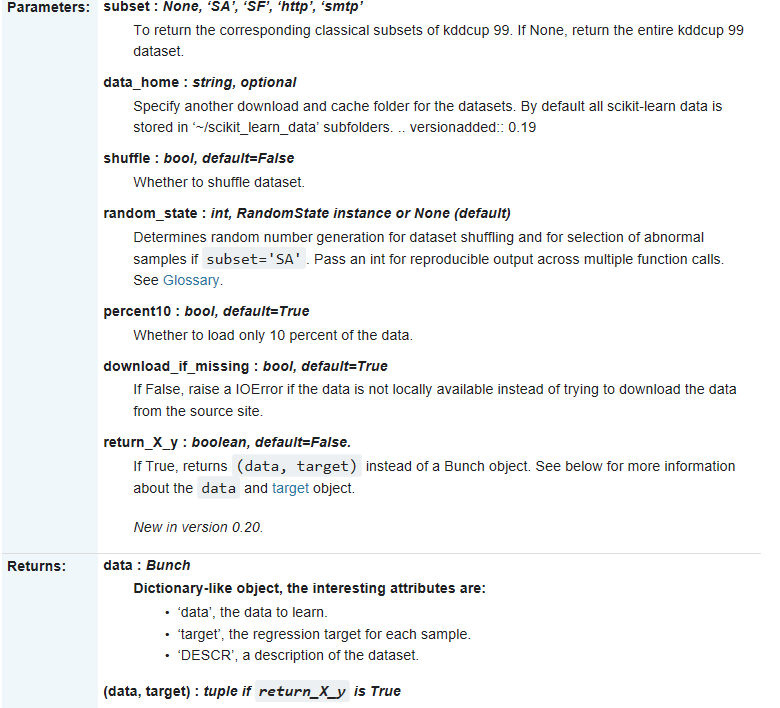 Parameters: subset : None, ‘SA’, ‘SF’, ‘http’, ‘smtp’
To return the corresponding classical subsets of kddcup 99. If None, return the entire kddcup 99
dataset.
data_home : string, optional
Specify another download and cache folder for the datasets. By default all scikit-learn data is
stored in ‘~/scikit_learn_data’ subfolders. .. versionadded:: 0.19
shuffle : bool, default=False
Whether to shuffle dataset.
random_state : int, RandomState instance or None (default)
Determines random number generation for dataset shuffling and for selection of abnormal
samples if subset='SA'. Pass an int for reproducible output across multiple function calls.
See Glossary.
percent10 : bool, default=True
Whether to load only 10 percent of the data.
download_if_missing : bool, default=True
If False, raise a IOError if the data is not locally available instead of trying to download the data
from the source site.
return_X_y : boolean, default=False.
If True, returns (data, target) instead of a Bunch object. See below for more information
about the data and target object.
New in version 0.20.
Returns: data : Bunch
Dictionary-like object, the interesting attributes are:
• ‘data’, the data to learn.
• ‘target’, the regression target for each sample.
• ‘DESCR’, a description of the dataset.
(data, target) : tuple if return_X_y is True